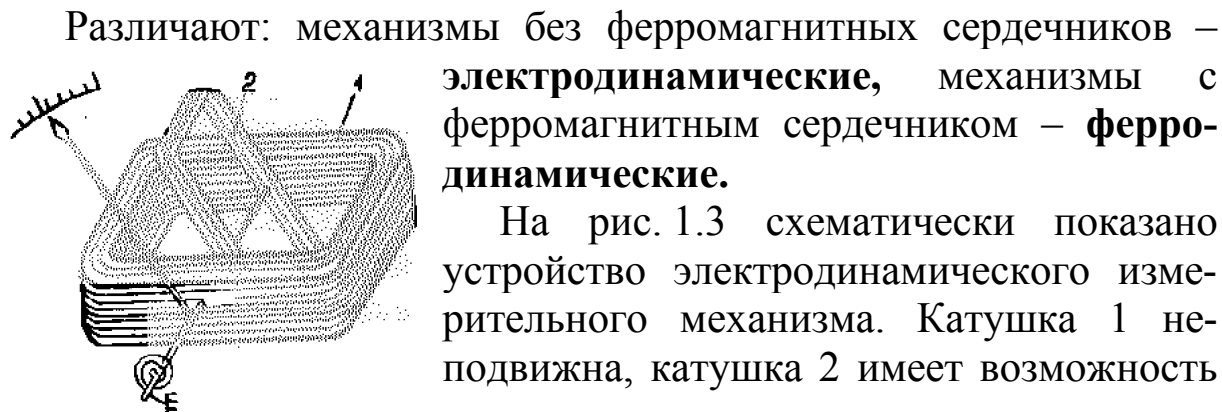 Различают: механизмы без ферромагнитных сердечников –
электродинамические, механизмы с
ферромагнитным сердечником – ферро-
динамические.
На рис. 1.3 схематически показано
устройство электродинамического изме-
рительного механизма. Катушка 1 не-
подвижна, катушка 2 имеет возможность
2
1